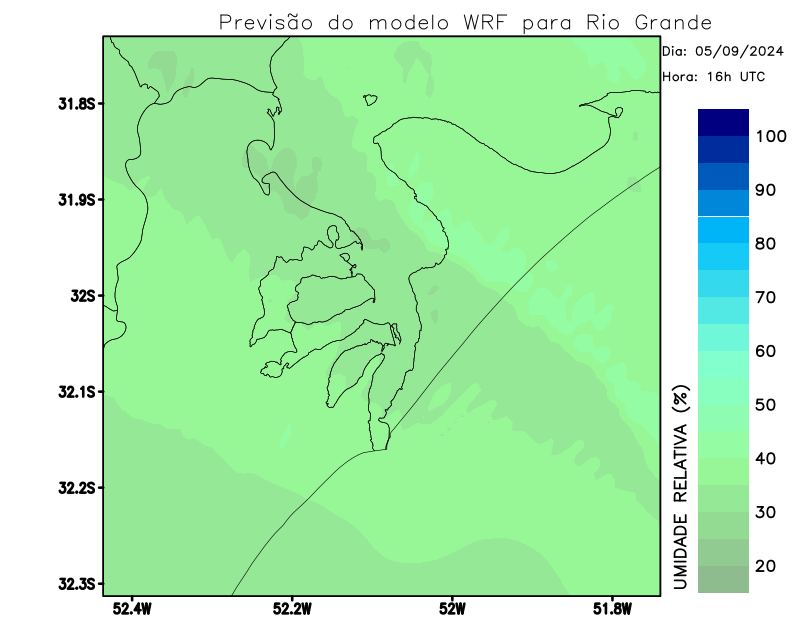 Previsão do modelo WRF para Rio Grande
Dia: 05/09/2024
Hora: 16h UTC
31.8S
31.9S
32S
32.1S
32.2S
32.3S
52.4W
52.2W
52W
51.8W
UMIDADE RELATIVA (%)
100
90
80
70
60
50
40
30
20